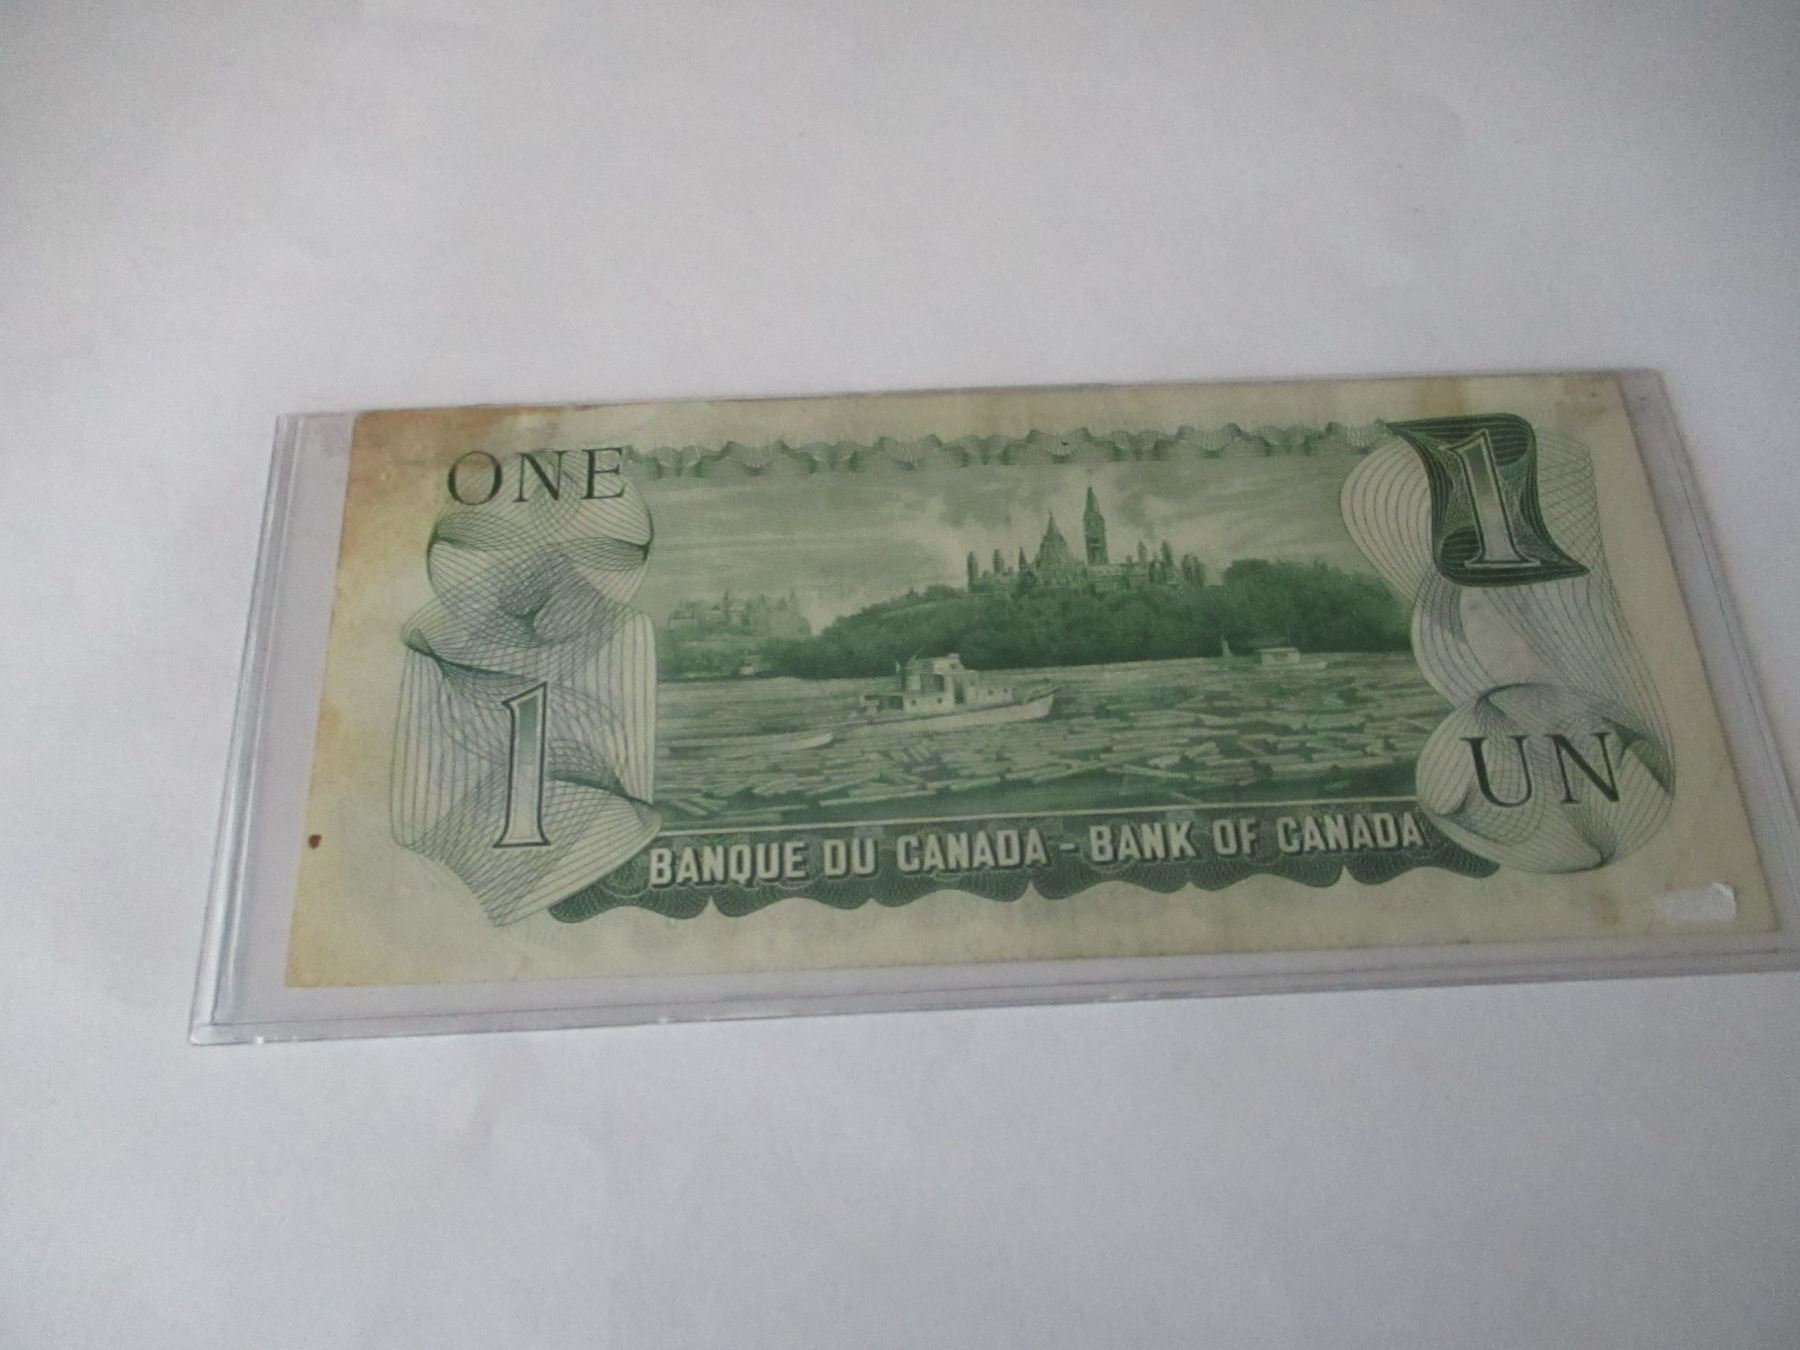 ONE
1
1
UN
BANQUE DU CANADA - BANK OF CANADA